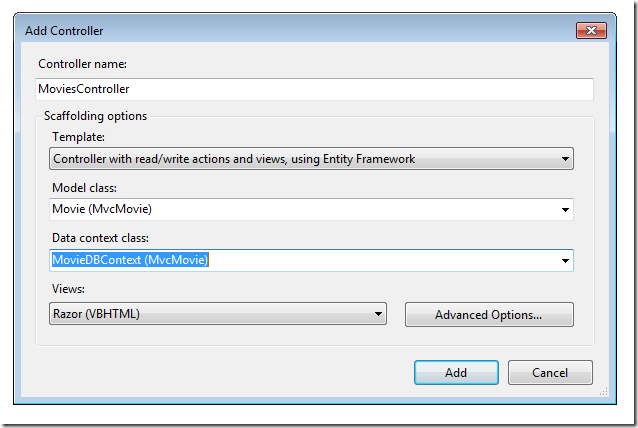 Add Controller
Controller name:
MoviesController
Scaffolding options
Template:
Controller with read/write actions and views, using Entity Framework
Model class:
Movie (MvcMovie)
Data context class:
MovieDBContext (MvcMovie)
Views:
Razor (VBHTML)
Advanced Options...
Add
Cancel